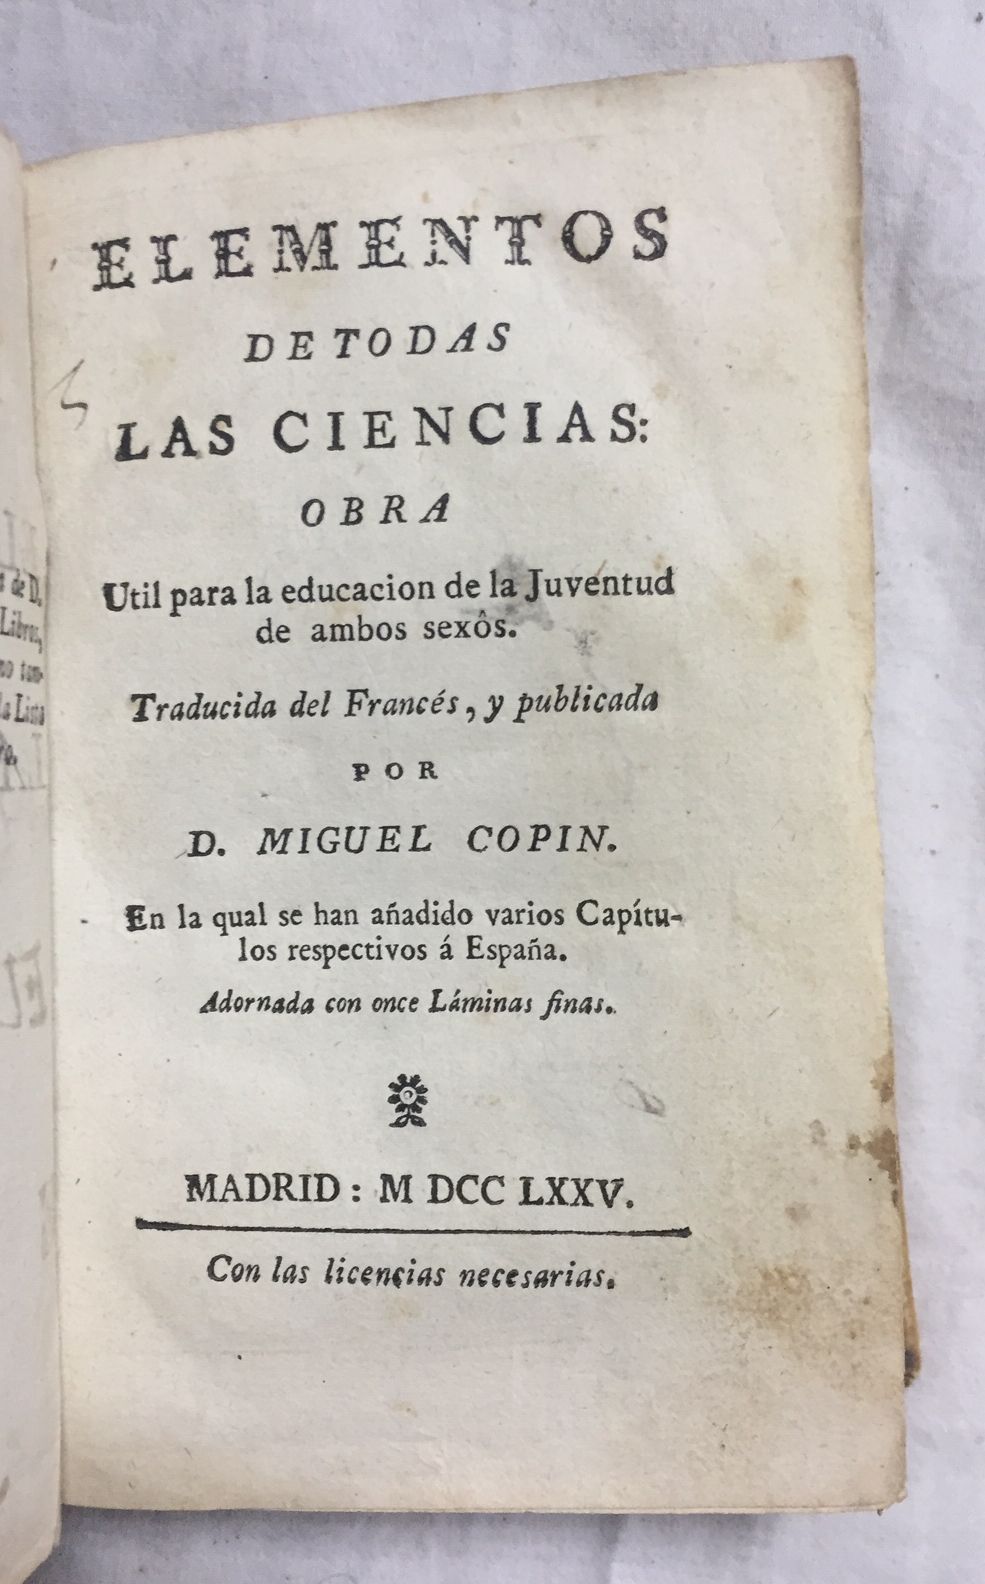 ELEMENTOS
DE TODAS
LAS CIENCIAS:
OBRA
Util para la educacion de la Juventud
de ambos sexôs.
Traducida del Francés, y publicada
POR
D. MIGUEL COPIN.
En la qual se han añadido varios Capítu-
los respectivos á España.
Adornada con once Láminas finas.
MADRID: M DCC LXXV.
Con las licencias necesarias.
de D.
Libros,